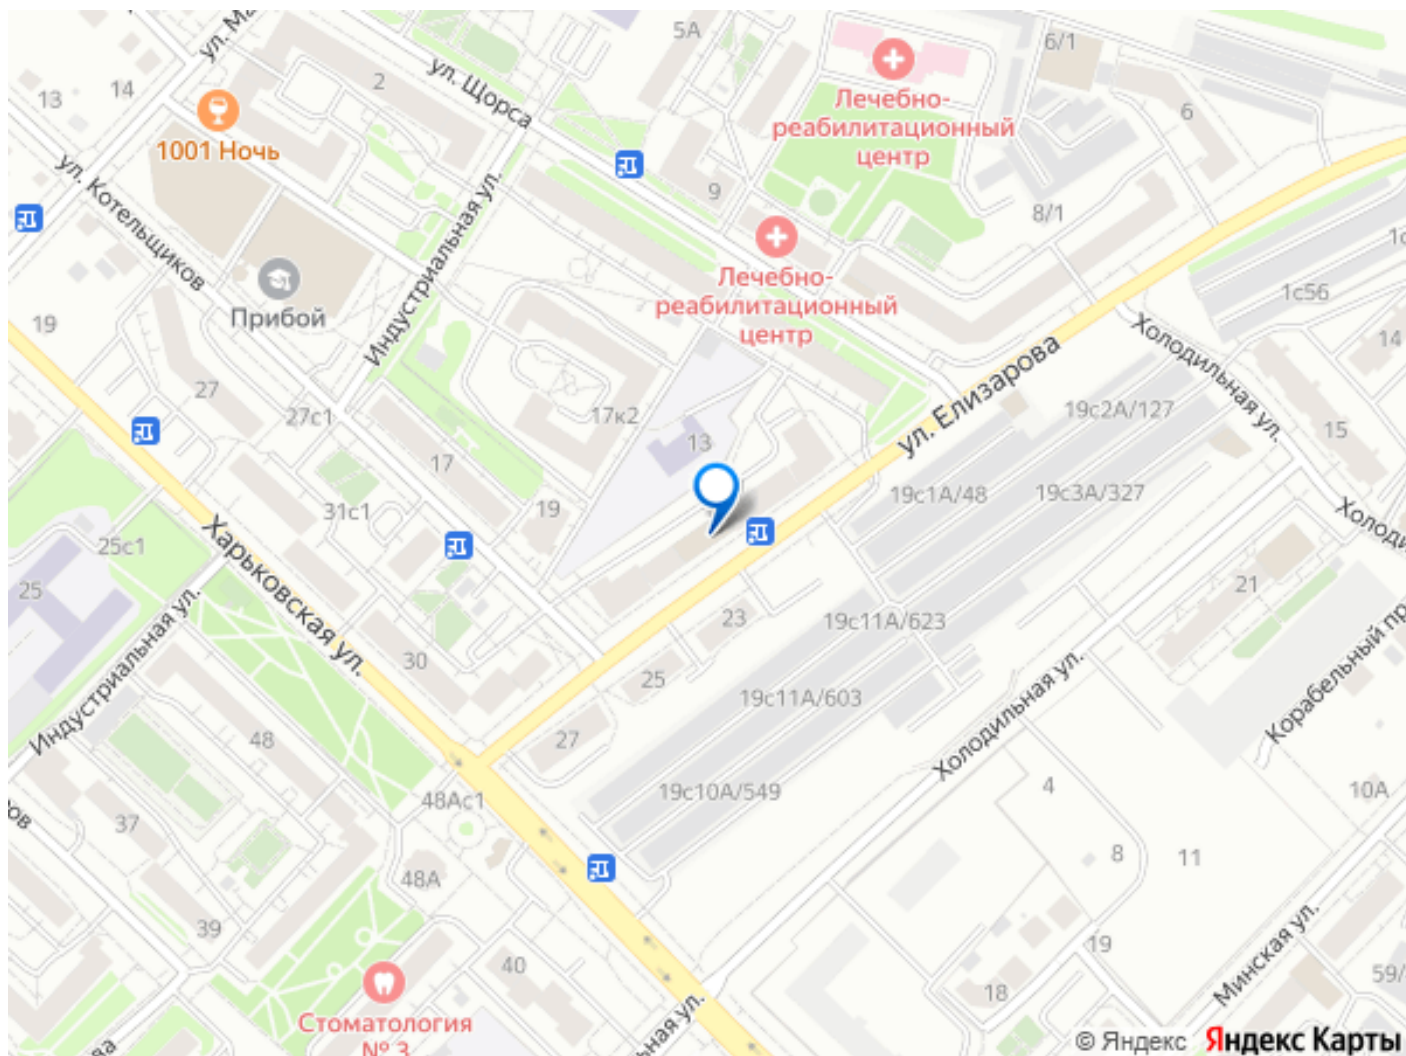 5А
6/1
ул. Щорса
14
13
2
1001 Ночь
Лечебно-
реабилитационный
центр
6
9
8/1
ул. Котельщиков
Индустриальная ул.
Лечебно-
реабилитационный
центр
Прибой
19
1с56
14
Холодильная ул.
ул. Елизарова
27
27с1
17к2
13
17
19
19с2А/127
19с1А/48
19с3А/327
15
31с1
25с1
25
Харьковская ул.
Индустриальная ул.
30
23
25
27
19с11А/623
19с11А/603
19с10А/549
21
Холодильная ул.
Корабельный пр
48
48Ас1
37
48А
39
40
4
8
11
10А
19
18
Минская ул.
59/
Стоматология
№ 3
© Яндекс Яндекс Карты